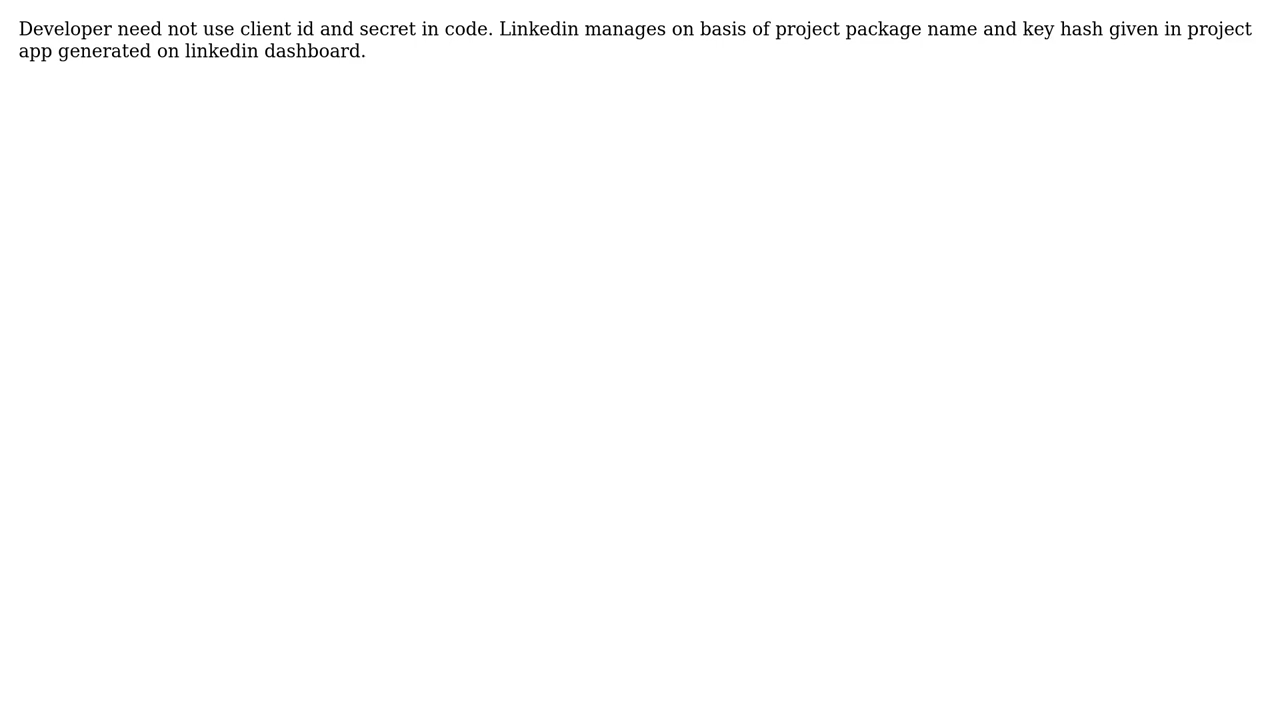 Developer need not use client id and secret in code. Linkedin manages on basis of project package name and key hash given in project
app generated on linkedin dashboard.